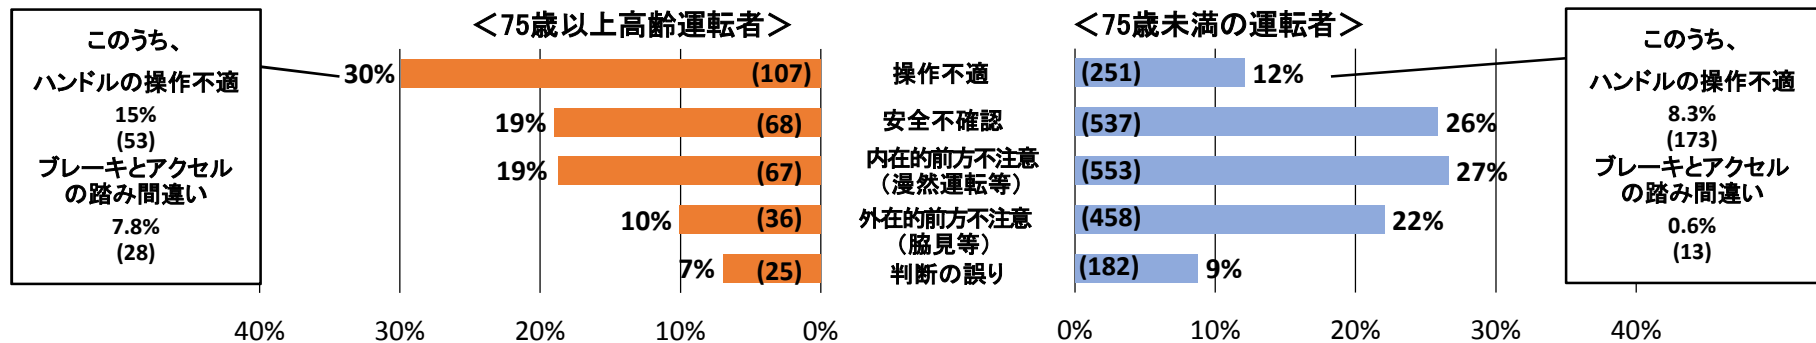 ＜75歳以上高齢運転者＞
＜75歳未満の運転者＞
このうち、
ハンドルの操作不適
15%
(53)
ブレーキとアクセル
の踏み間違い
7.8%
(28)
30%
(107)
操作不適
(251)
12%
19%
(68)
安全不確認
(537)
26%
19%
(67)
内在的前方不注意
（漫然運転等）
(553)
27%
10%
(36)
外在的前方不注意
（脇見等）
(458)
22%
7%
(25)
判断の誤り
(182)
9%
このうち、
ハンドルの操作不適
8.3%
(173)
ブレーキとアクセル
の踏み間違い
0.6%
(13)
40%
30%
20%
10%
0%
0%
10%
20%
30%
40%